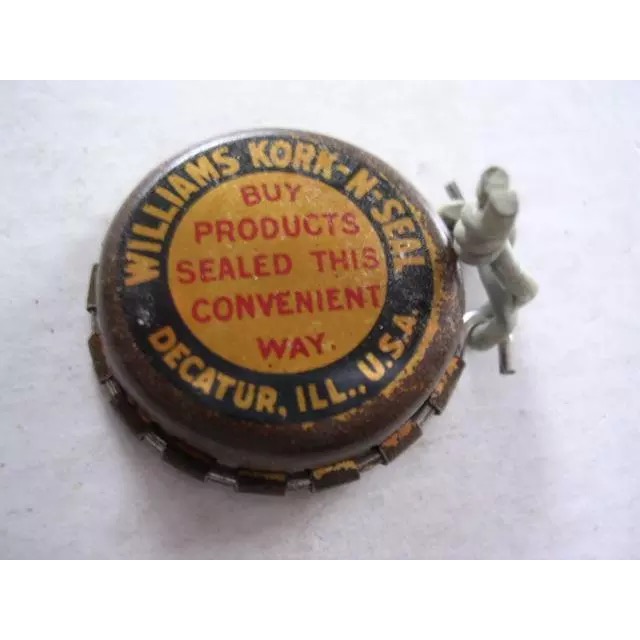 WILLIAMS KORK-N-SEAL
BUY
PRODUCTS
SEALED THIS
CONVENIENT
WAY.
DECATUR, ILL., U.S.A.